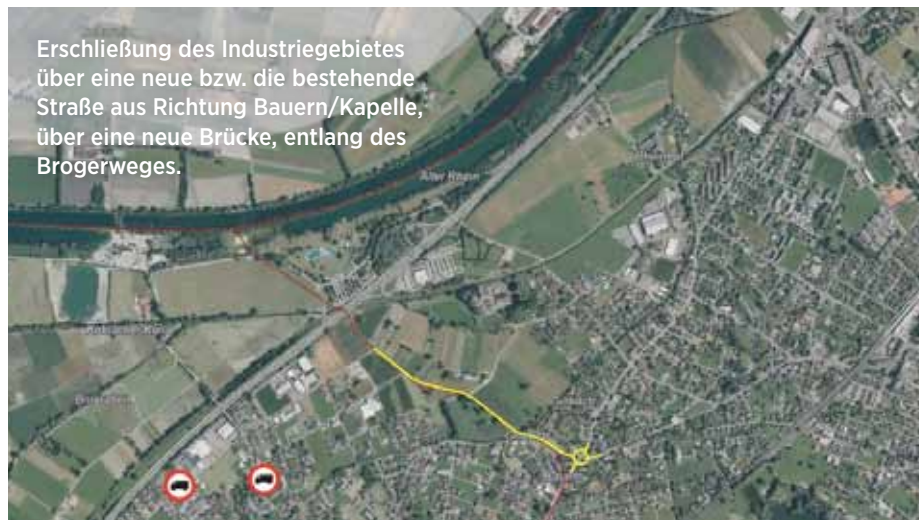 Erschließung des Industriegebietes
über eine neue bzw. die bestehende
Straße aus Richtung Bauern/Kapelle,
über eine neue Brücke, entlang des
Brogerweges.
Alter Rhein